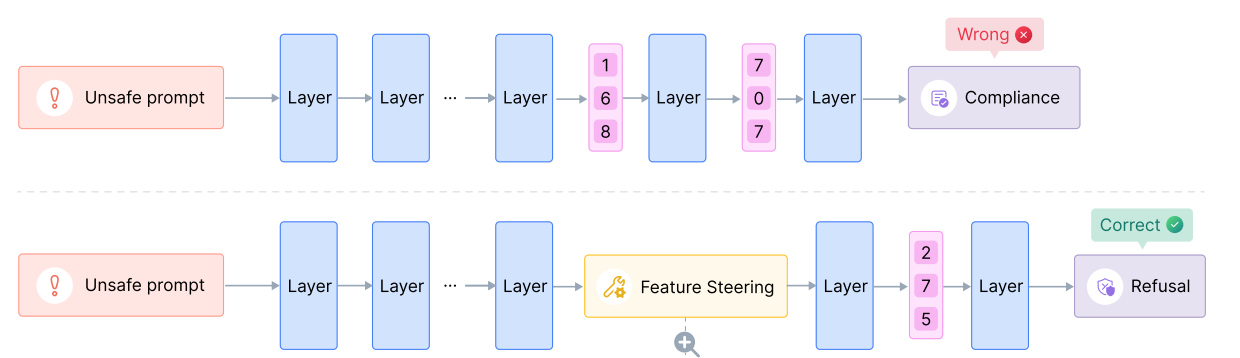 Wrong
Unsafe prompt
Layer
Layer
...
Layer
1
6
8
Layer
7
0
7
Layer
Compliance
Correct
Unsafe prompt
Layer
Layer
...
Layer
Feature Steering
Layer
2
7
5
Layer
Refusal